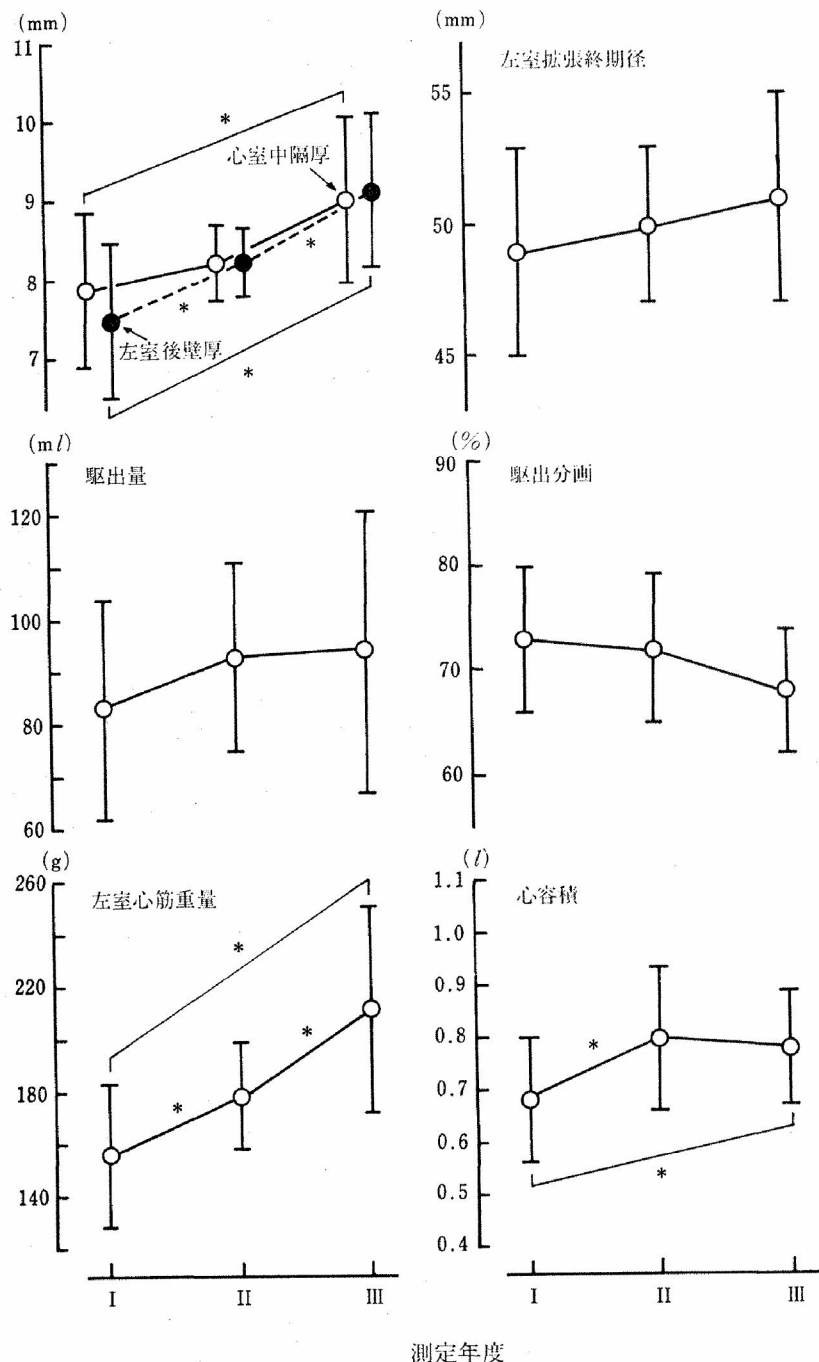 (mm)
11
10
9
8
7
*
心室中隔厚
*
*
左室後壁厚
*
(mm)
左室拡張終期径
55
50
45
(ml)
駆出量
120
100
80
60
(%)
駆出分画
90
80
70
60
(g)
左室心筋重量
260
220
180
140
*
*
*
I
II
III
(l)
心容積
1.1
1.0
0.9
0.8
0.7
0.6
0.5
0.4
*
*
I
II
III
測定年度